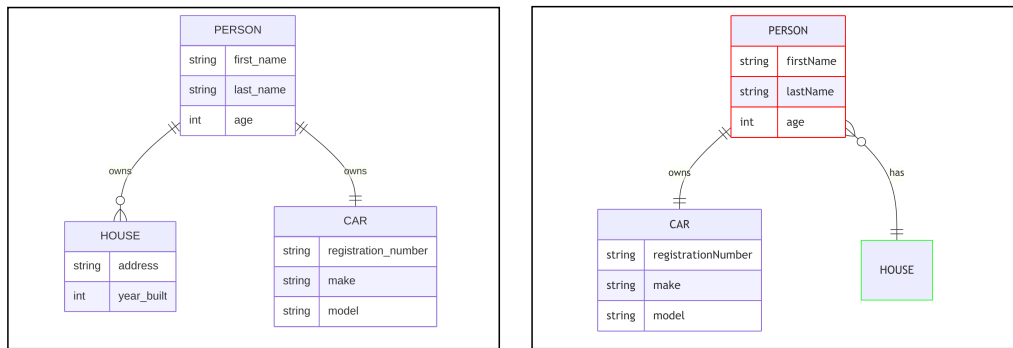 PERSON
string first_name
string last_name
int age
owns
owns
HOUSE
string address
int year_built
CAR
string registration_number
string make
string model
PERSON
string firstName
string lastName
int age
owns
has
CAR
string registrationNumber
string make
string model
HOUSE